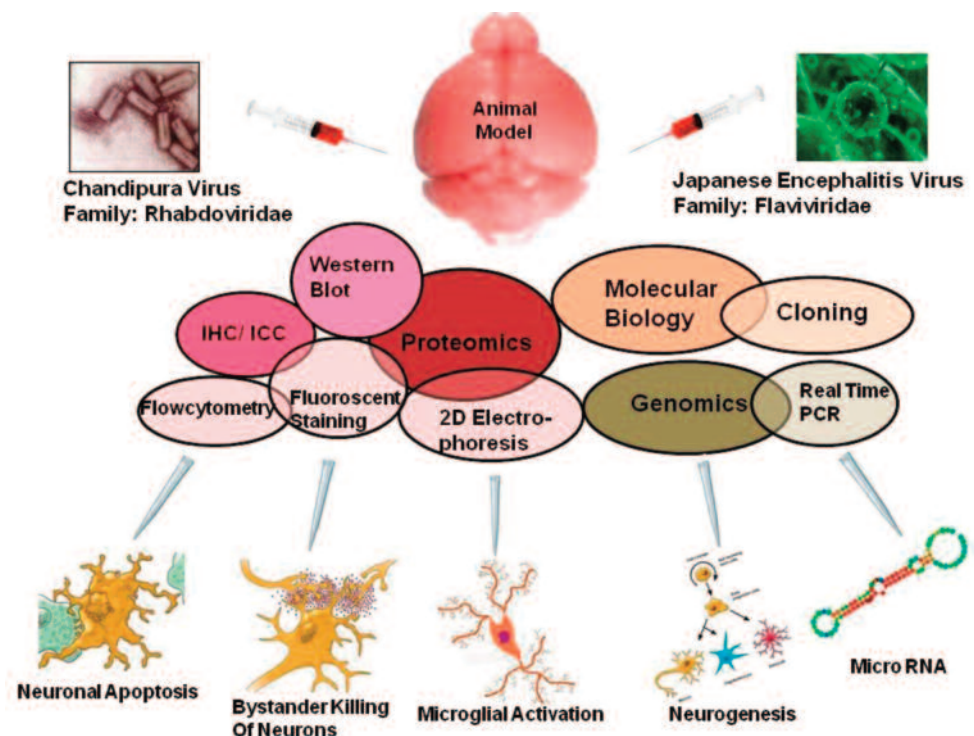 Animal
Model
Chandipura Virus
Family: Rhabdoviridae
Japanese Encephalitis Virus
Family: Flaviviridae
Western
Blot
Molecular
Biology
Cloning
IHC/ ICC
Proteomics
Flowcytometry
Fluoroscent
Staining
2D Electro-
phoresis
Genomics
Real Time
PCR
Neuronal Apoptosis
Bystander Killing
Of Neurons
Microglial Activation
Neurogenesis
Micro RNA